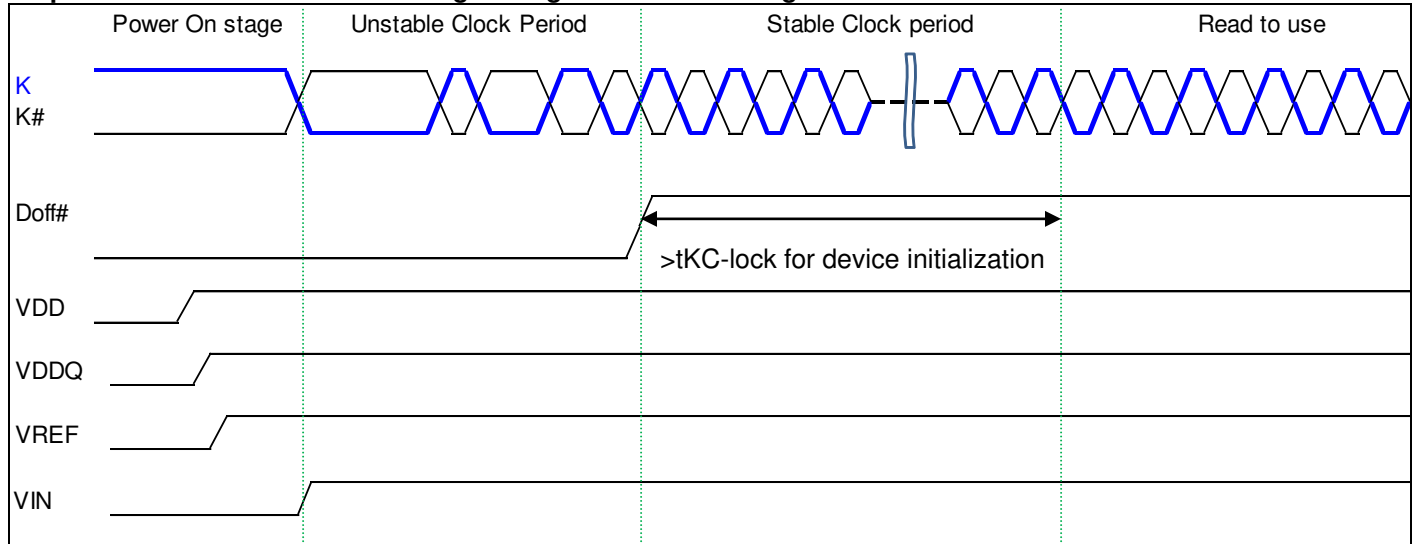 Power On stage Unstable Clock Period Stable Clock period Read to use
K
K#
Doff#
>tKC-lock for device initialization
VDD
VDDQ
VREF
VIN